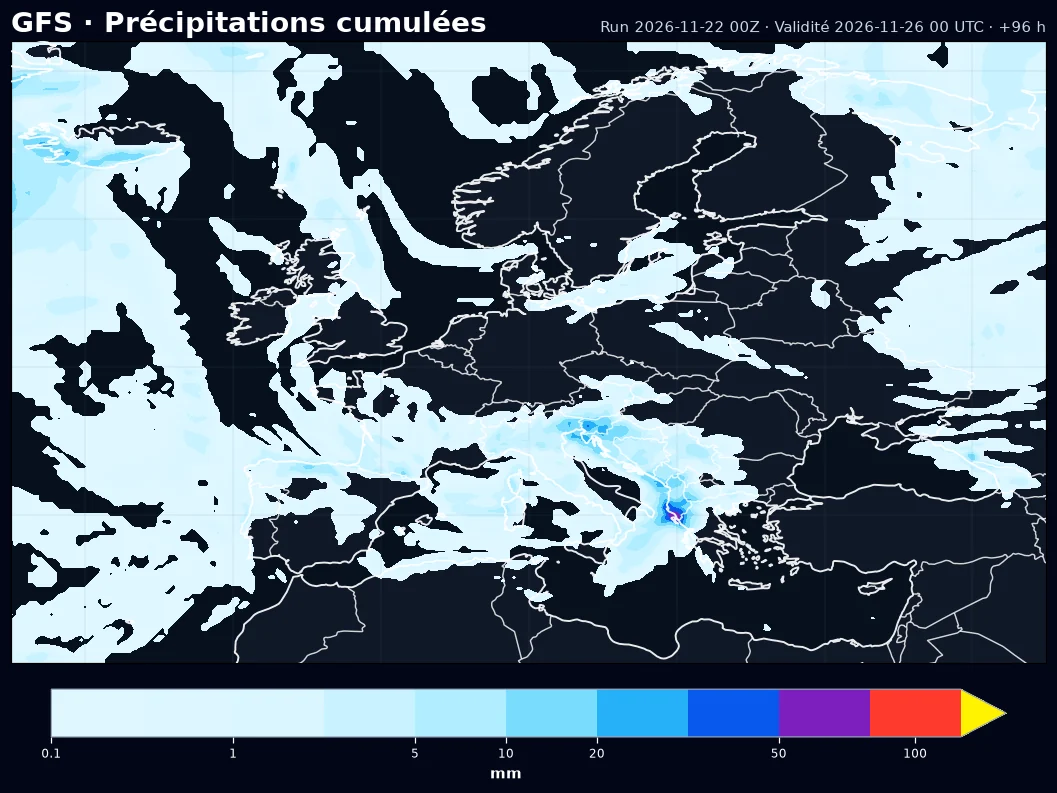 GFS · Précipitations cumulées
Run 2026-11-22 00Z · Validité 2026-11-26 00 UTC · +96 h
0.1 1 5 10 20 50 100
mm